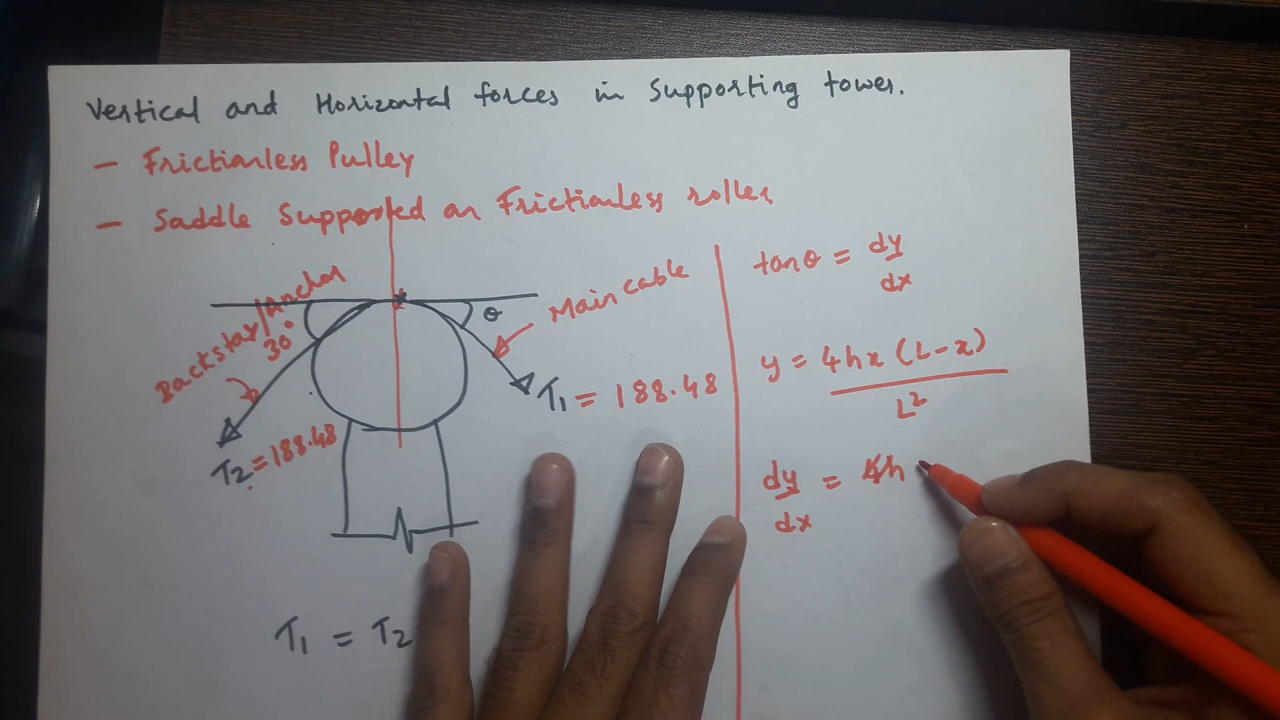 Vertical and Horizontal forces in Supporting tower.
- Frictionless Pulley
- Saddle Supported on Frictionless roller
Backstay/Anchor
30°
Main cable
θ
T1 = 188.48
T2 = 188.48
T1 = T2
tanθ = dy/dx
y = 4hx (L-x) / L²
dy/dx = 4h